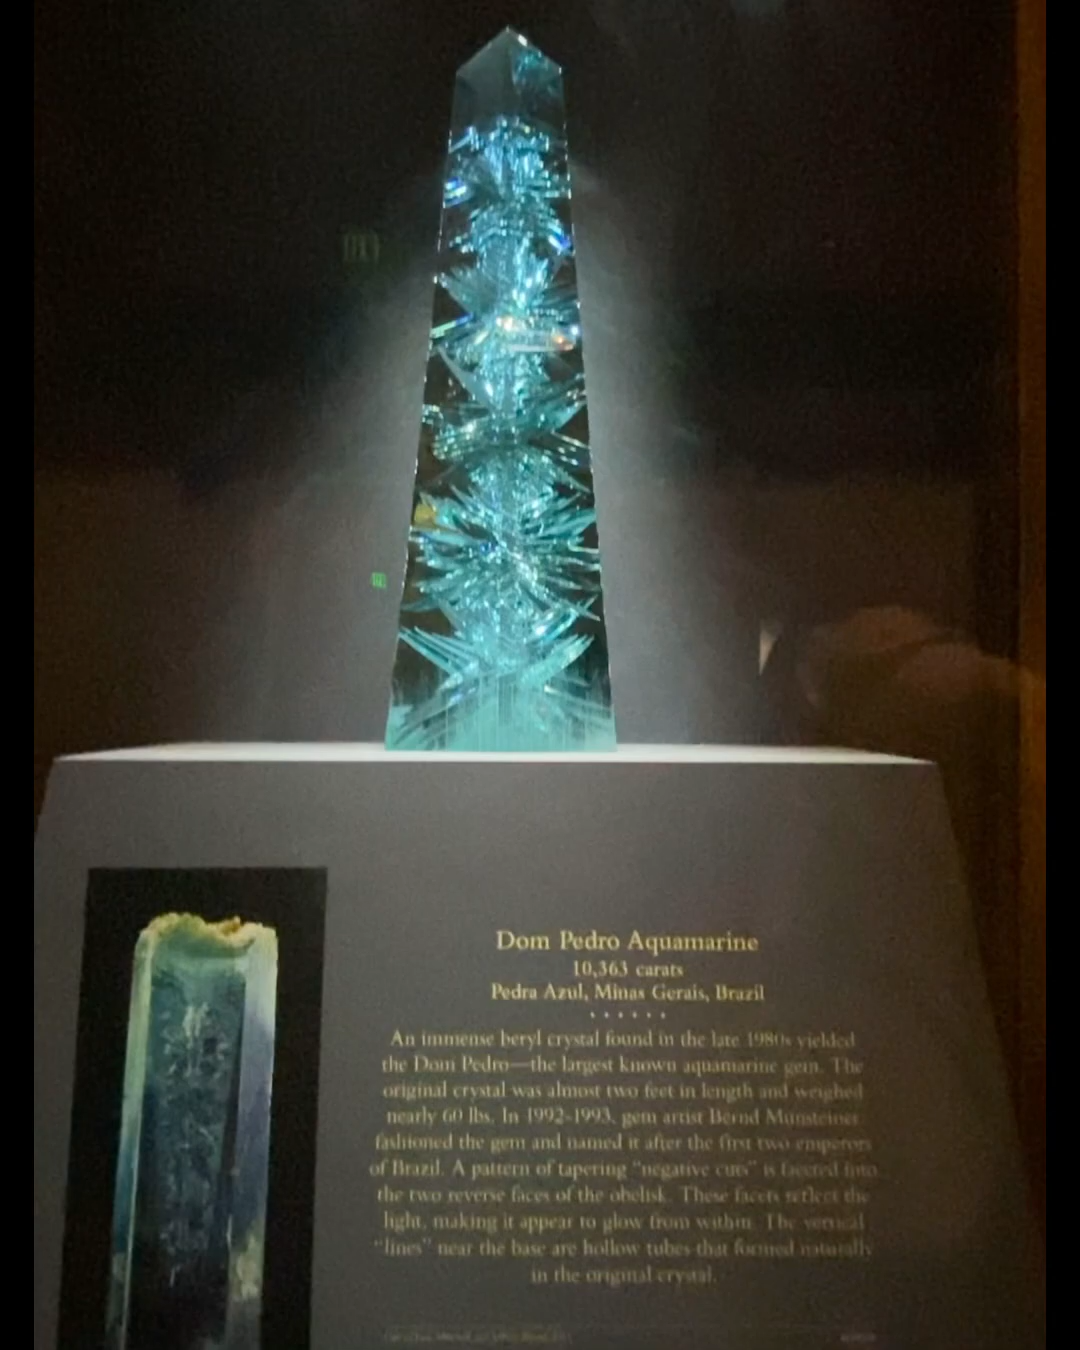 Dom Pedro Aquamarine
10,363 carats
Pedra Azul, Minas Gerais, Brazil
An immense beryl crystal found in the late 1980s yielded
the Dom Pedro—the largest known aquamarine gem. The
original crystal was almost two feet in length and weighed
nearly 60 lbs. In 1992-1993, gem artist Bernd Munsteiner
fashioned the gem and named it after the first two emperors
of Brazil. A pattern of tapering "negative cuts" is faceted into
the two reverse faces of the obelisk. These facets reflect the
light, making it appear to glow from within. The vertical
"lines" near the base are hollow tubes that formed naturally
in the original crystal.